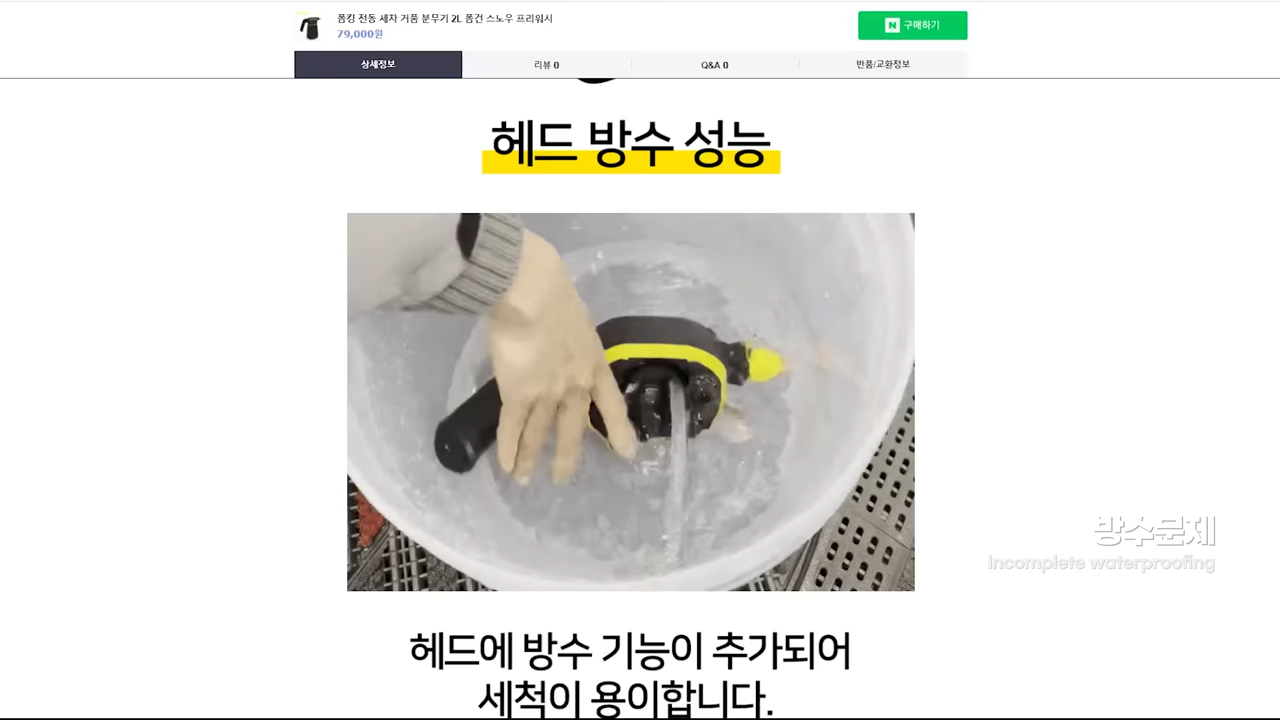 폼킹 전동 세차 거품 분무기 2L 폼건 스노우 프리워시
79,000원
N 구매하기
상세정보
리뷰 0
Q&A 0
반품/교환정보
헤드 방수 성능
방수문제
Incomplete waterproofing
헤드에 방수 기능이 추가되어
세척이 용이합니다.